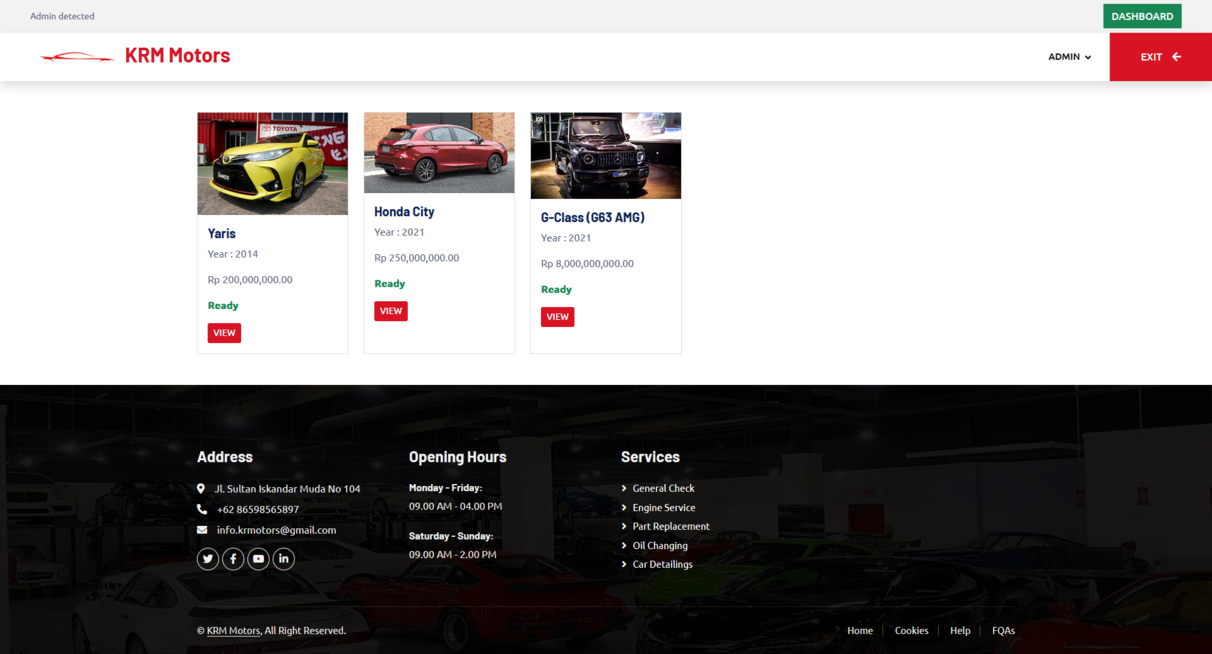 Admin detected
DASHBOARD
KRM Motors
ADMIN
EXIT
TOYOTA
Yaris
Year : 2014
Rp 200,000,000.00
Ready
VIEW
Honda City
Year : 2021
Rp 250,000,000.00
Ready
VIEW
G-Class (G63 AMG)
Year : 2021
Rp 8,000,000,000.00
Ready
VIEW
Address
Jl. Sultan Iskandar Muda No 104
+62 86598565897
info.krmotors@gmail.com
Opening Hours
Monday - Friday:
09.00 AM - 04.00 PM
Saturday - Sunday:
09.00 AM - 2.00 PM
Services
General Check
Engine Service
Part Replacement
Oil Changing
Car Detailings
© KRM Motors, All Right Reserved.
Home
Cookies
Help
FQAs